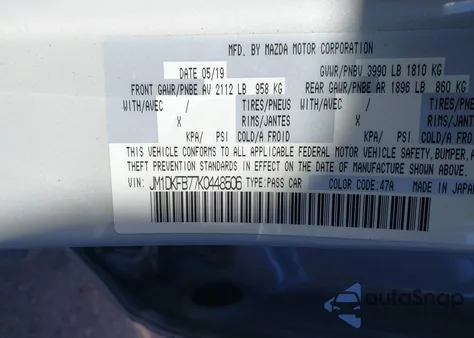 MFD. BY MAZDA MOTOR CORPORATION
DATE 05/19 GVWR/PNBV 3990 LB 1810 KG
FRONT GAWR/PNBE AV 2112 LB 958 KG REAR GAWR/PNBE AR 1896 LB 860 KG
WITH/AVEC / TIRES/PNEUS WITH/AVEC / TIRES/PNEUS
X RIMS/JANTES X RIMS/JANTES
KPA/ PSI COLD/A FROID KPA/ PSI COLD/A FROID
THIS VEHICLE CONFORMS TO ALL APPLICABLE FEDERAL MOTOR VEHICLE SAFETY, BUMPER,
THEFT PREVENTION STANDARDS IN EFFECT ON THE DATE OF MANUFACTURE SHOWN ABOVE.
VIN: JM1DKFB77K0448506 TYPE:PASS CAR COLOR CODE:47A MADE IN JAPA
autoSnap